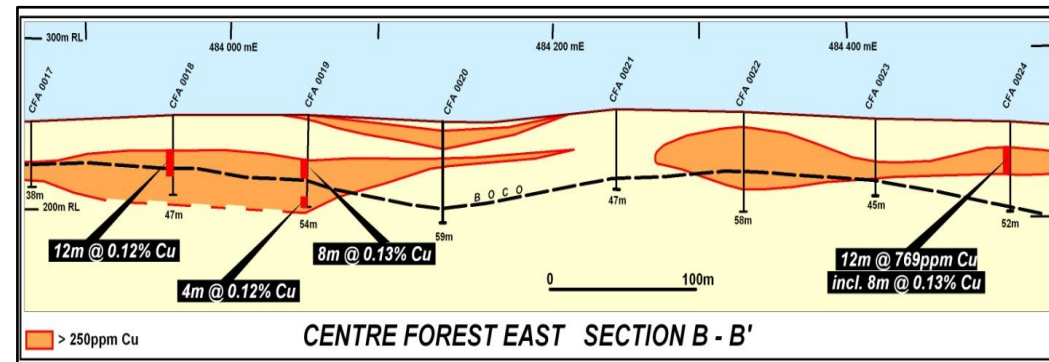 300m RL
484 000 mE
484 200 mE
484 400 mE
CFA 0017
CFA 0018
CFA 0019
CFA 0020
CFA 0021
CFA 0022
CFA 0023
CFA 0024
BOCO
38m
47m
54m
59m
47m
58m
45m
52m
200m RL
12m @ 0.12% Cu
8m @ 0.13% Cu
4m @ 0.12% Cu
12m @ 769ppm Cu
incl. 8m @ 0.13% Cu
0
100m
> 250ppm Cu
CENTRE FOREST EAST SECTION B - B'